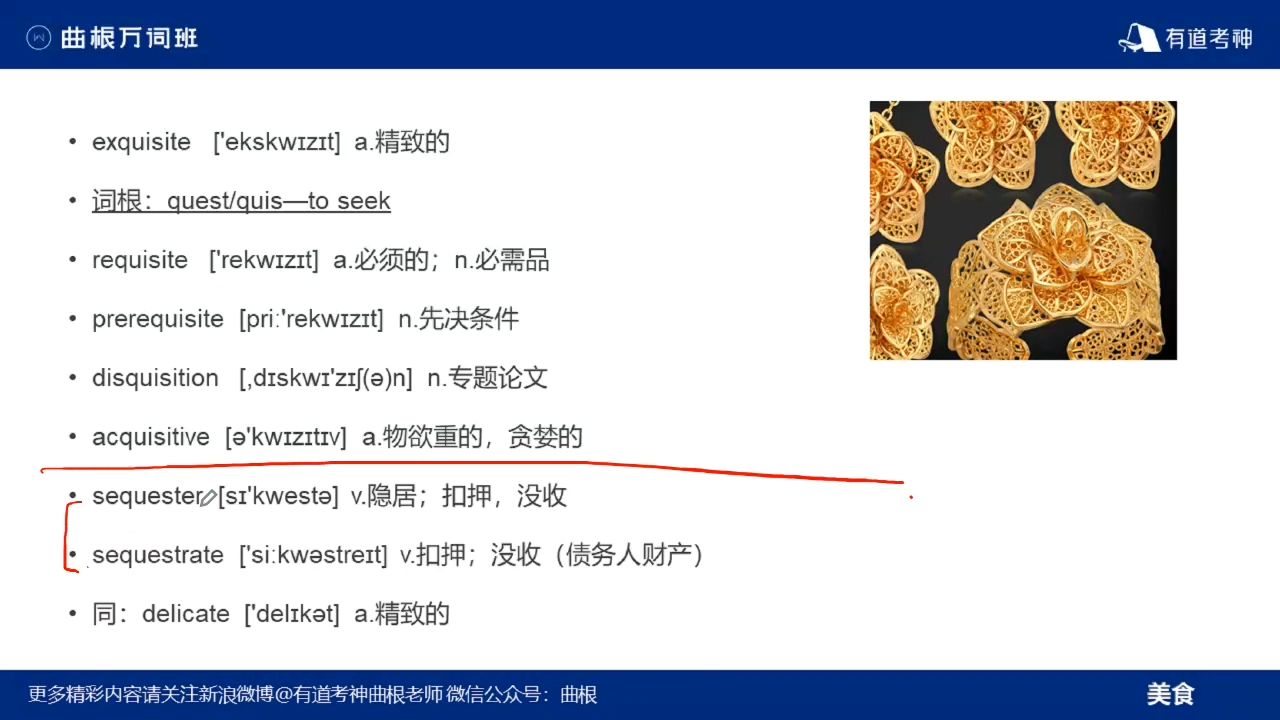 曲根万词班
有道考神
• exquisite ['ekskwɪzɪt] a.精致的
• 词根：quest/quis—to seek
• requisite ['rekwɪzɪt] a.必须的；n.必需品
• prerequisite [priː'rekwɪzɪt] n.先决条件
• disquisition [ˌdɪskwɪ'zɪʃ(ə)n] n.专题论文
• acquisitive [ə'kwɪzɪtɪv] a.物欲重的，贪婪的
• sequester [sɪ'kwestə] v.隐居；扣押，没收
• sequestrate ['siːkwəstreɪt] v.扣押；没收（债务人财产）
• 同：delicate ['delɪkət] a.精致的
更多精彩内容请关注新浪微博@有道考神曲根老师 微信公众号：曲根
美食